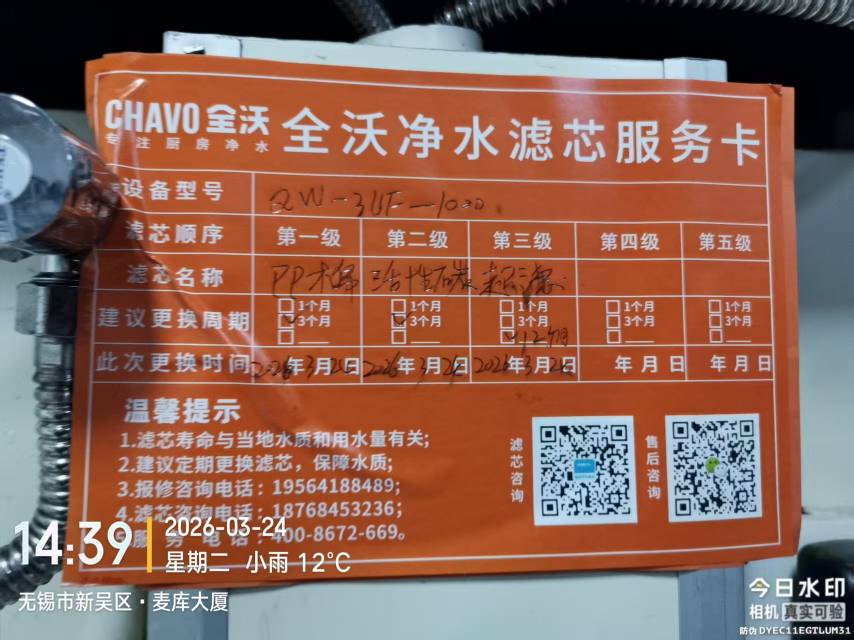 CHAVO 全沃
专注厨房净水
全沃净水滤芯服务卡
设备型号 QW-3UF-1000
滤芯顺序 第一级 第二级 第三级 第四级 第五级
滤芯名称 PP棉 活性碳 超滤
建议更换周期 1个月 1个月 1个月 1个月 1个月
3个月 3个月 3个月 3个月 3个月
12个月
此次更换时间 2026年3月24日 2026年3月24日 2026年3月24日 年 月 日 年 月 日
温馨提示
1.滤芯寿命与当地水质和用水量有关;
2.建议定期更换滤芯，保障水质;
3.报修咨询电话：19564188489;
4.滤芯咨询电话：18768453236;
5.服务电话：400-8672-669。
滤芯咨询
售后咨询
14:39
2026-03-24
星期二 小雨 12°C
无锡市新吴区·麦库大厦
今日水印
相机 真实可验
防伪 DYEC11EGTLUM31